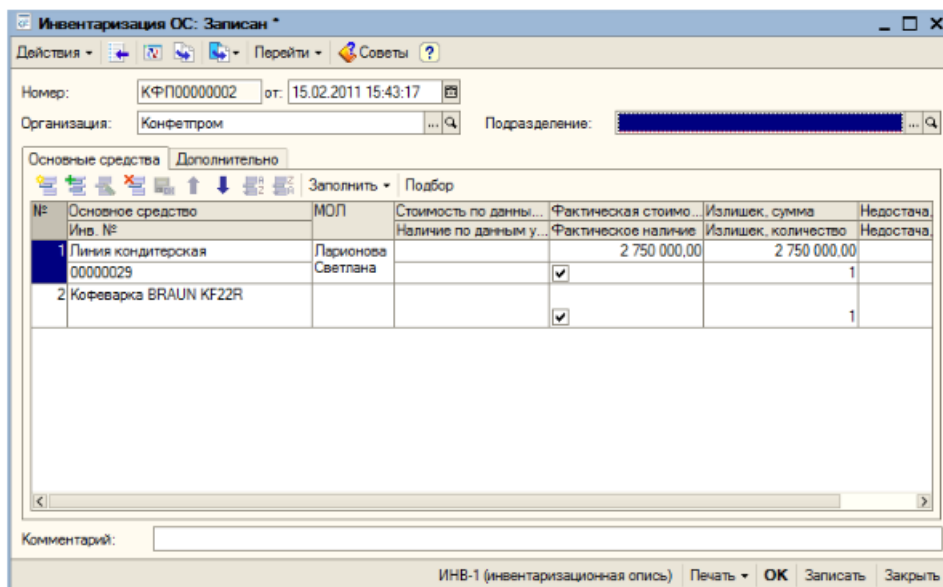 Инвентаризация ОС: Записан *
Действия Перейти Советы ?
Номер: КФП00000002 от: 15.02.2011 15:43:17
Организация: Конфетпром ... Подразделение: ...
Основные средства Дополнительно
Заполнить Подбор
№ Основное средство МОЛ Стоимость по данны... Фактическая стоимо... Излишек, сумма Недостача,
Инв. № Наличие по данным у... Фактическое наличие Излишек, количество Недостача,
1 Линия кондитерская Ларионова 2 750 000,00 2 750 000,00
00000029 Светлана 1
2 Кофеварка BRAUN KF22R
1
Комментарий:
ИНВ-1 (инвентаризационная опись) Печать OK Записать Закрыть